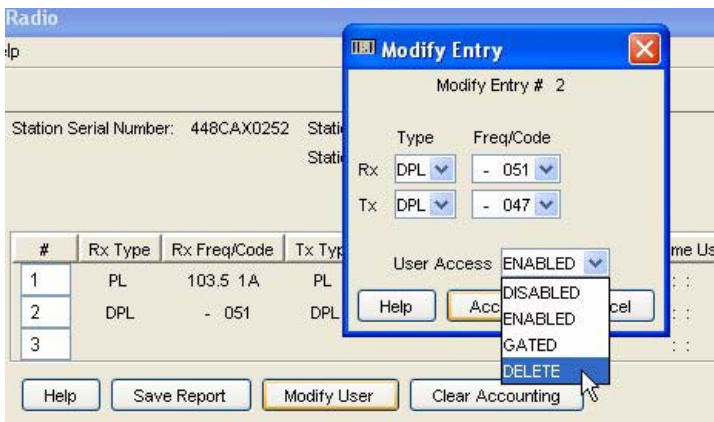 Radio
lp
Modify Entry
Modify Entry # 2
Station Serial Number: 448CAX0252 Stati
Stati
Type Freq/Code
Rx DPL - 051
Tx DPL - 047
# Rx Type Rx Freq/Code Tx Typ me Us
User Access ENABLED
1 PL 103.5 1A PL : :
2 DPL - 051 DPL : :
3 : :
Help Acc cel
DISABLED
ENABLED
GATED
DELETE
Help Save Report Modify User Clear Accounting